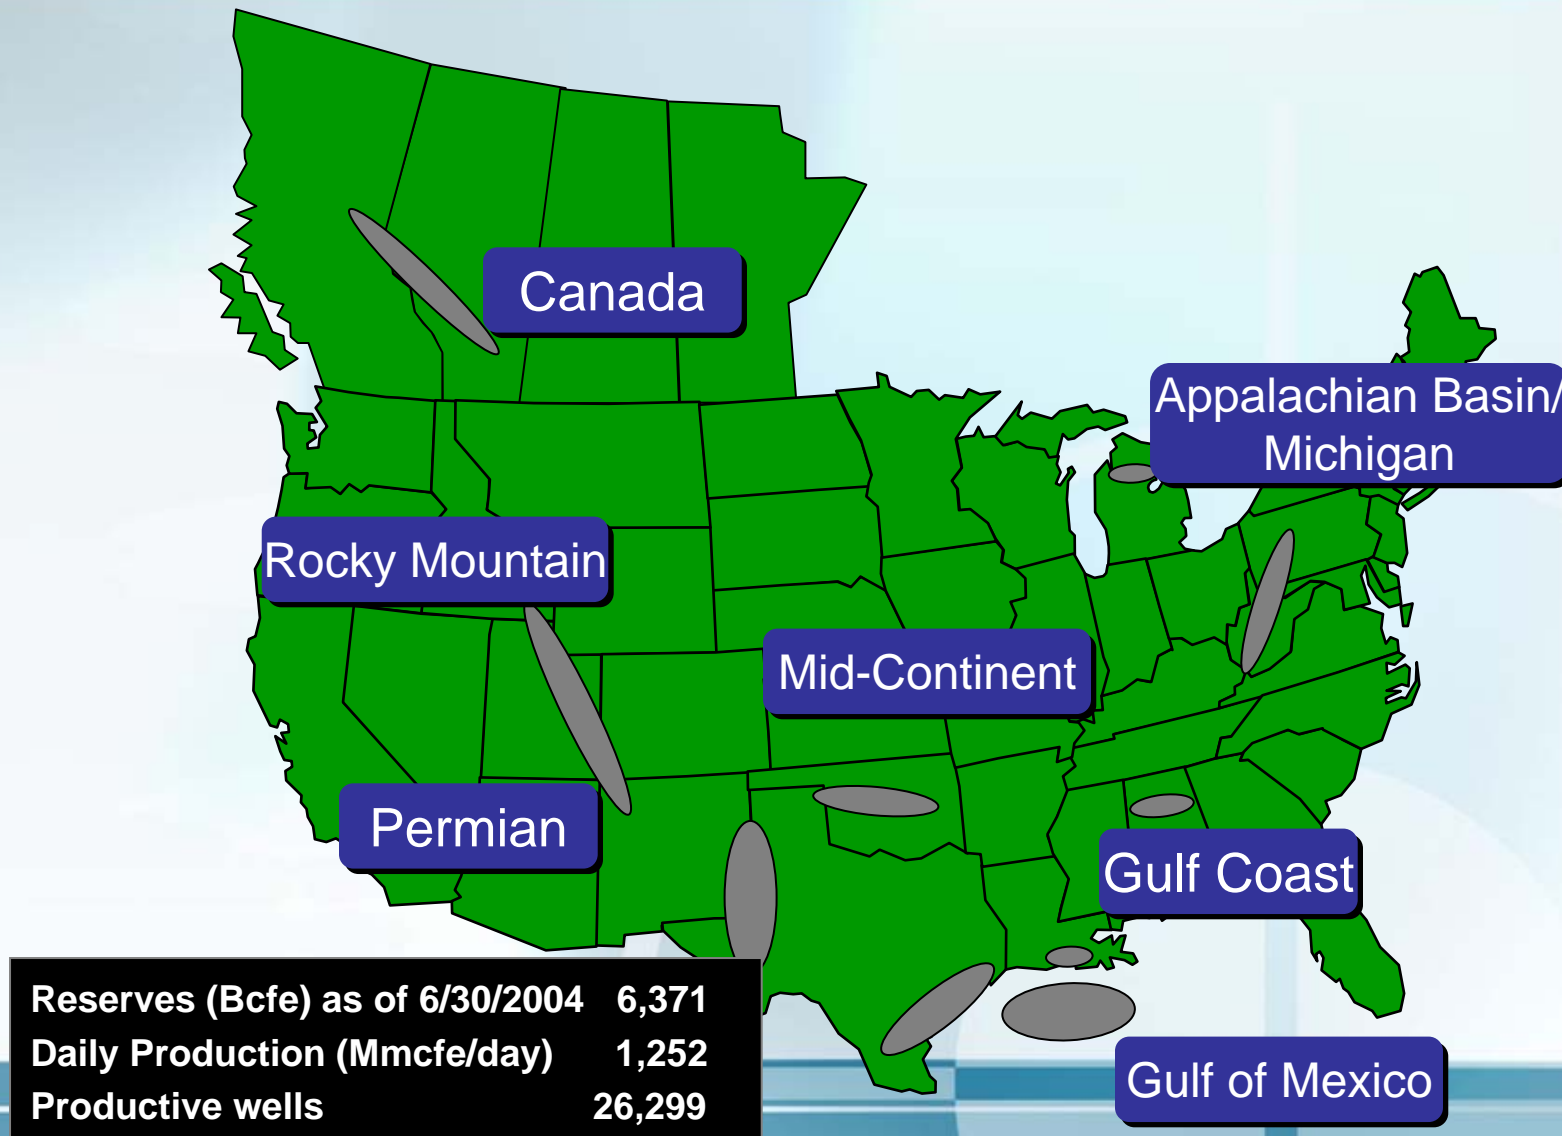 Canada
Appalachian Basin/
Michigan
Rocky Mountain
Mid-Continent
Permian
Gulf Coast
Gulf of Mexico
Reserves (Bcfe) as of 6/30/2004 6,371
Daily Production (Mmcfe/day) 1,252
Productive wells 26,299